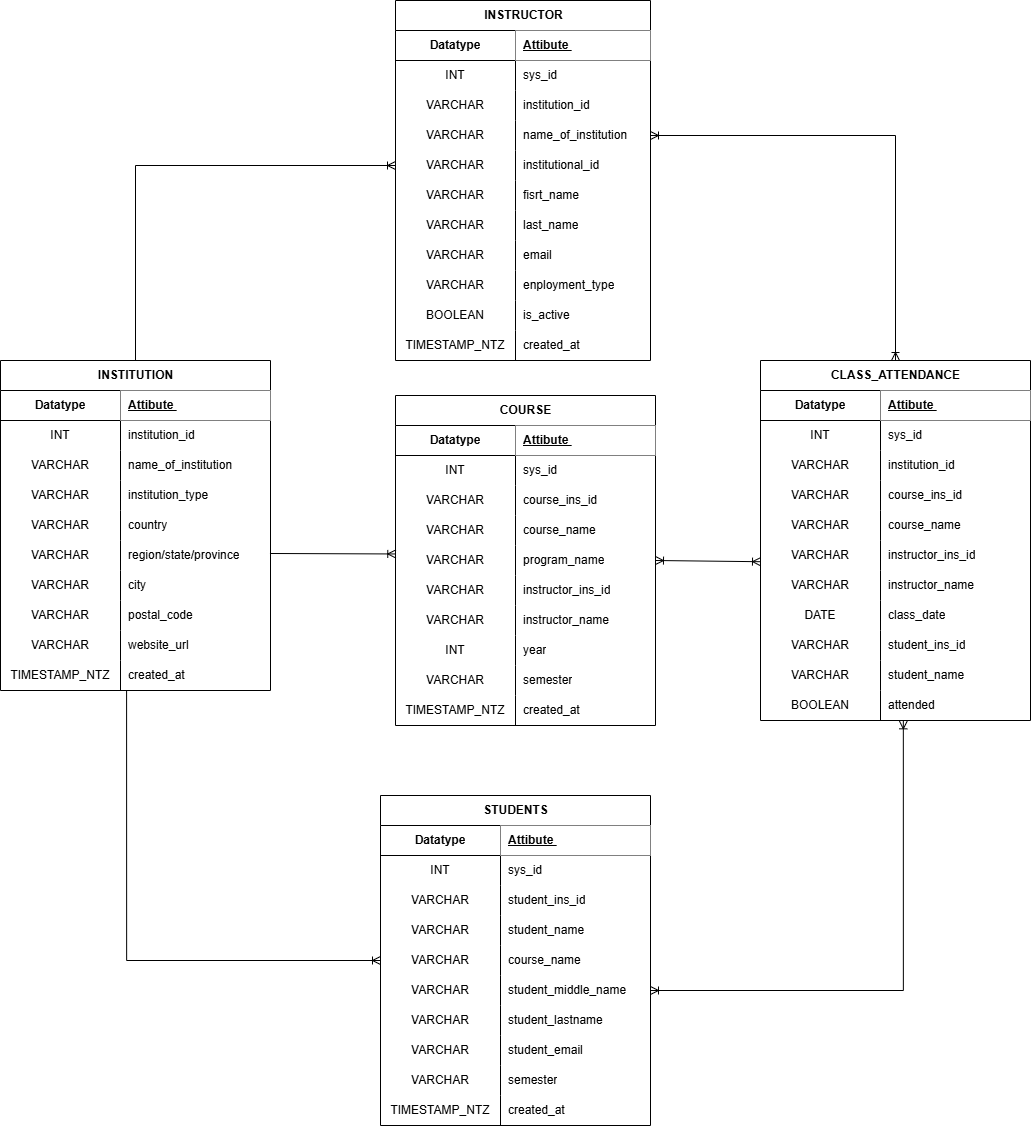 INSTRUCTOR
Datatype Attibute
INT sys_id
VARCHAR institution_id
VARCHAR name_of_institution
VARCHAR institutional_id
VARCHAR fisrt_name
VARCHAR last_name
VARCHAR email
VARCHAR enployment_type
BOOLEAN is_active
TIMESTAMP_NTZ created_at
INSTITUTION
Datatype Attibute
INT institution_id
VARCHAR name_of_institution
VARCHAR institution_type
VARCHAR country
VARCHAR region/state/province
VARCHAR city
VARCHAR postal_code
VARCHAR website_url
TIMESTAMP_NTZ created_at
COURSE
Datatype Attibute
INT sys_id
VARCHAR course_ins_id
VARCHAR course_name
VARCHAR program_name
VARCHAR instructor_ins_id
VARCHAR instructor_name
INT year
VARCHAR semester
TIMESTAMP_NTZ created_at
CLASS_ATTENDANCE
Datatype Attibute
INT sys_id
VARCHAR institution_id
VARCHAR course_ins_id
VARCHAR course_name
VARCHAR instructor_ins_id
VARCHAR instructor_name
DATE class_date
VARCHAR student_ins_id
VARCHAR student_name
BOOLEAN attended
STUDENTS
Datatype Attibute
INT sys_id
VARCHAR student_ins_id
VARCHAR student_name
VARCHAR course_name
VARCHAR student_middle_name
VARCHAR student_lastname
VARCHAR student_email
VARCHAR semester
TIMESTAMP_NTZ created_at